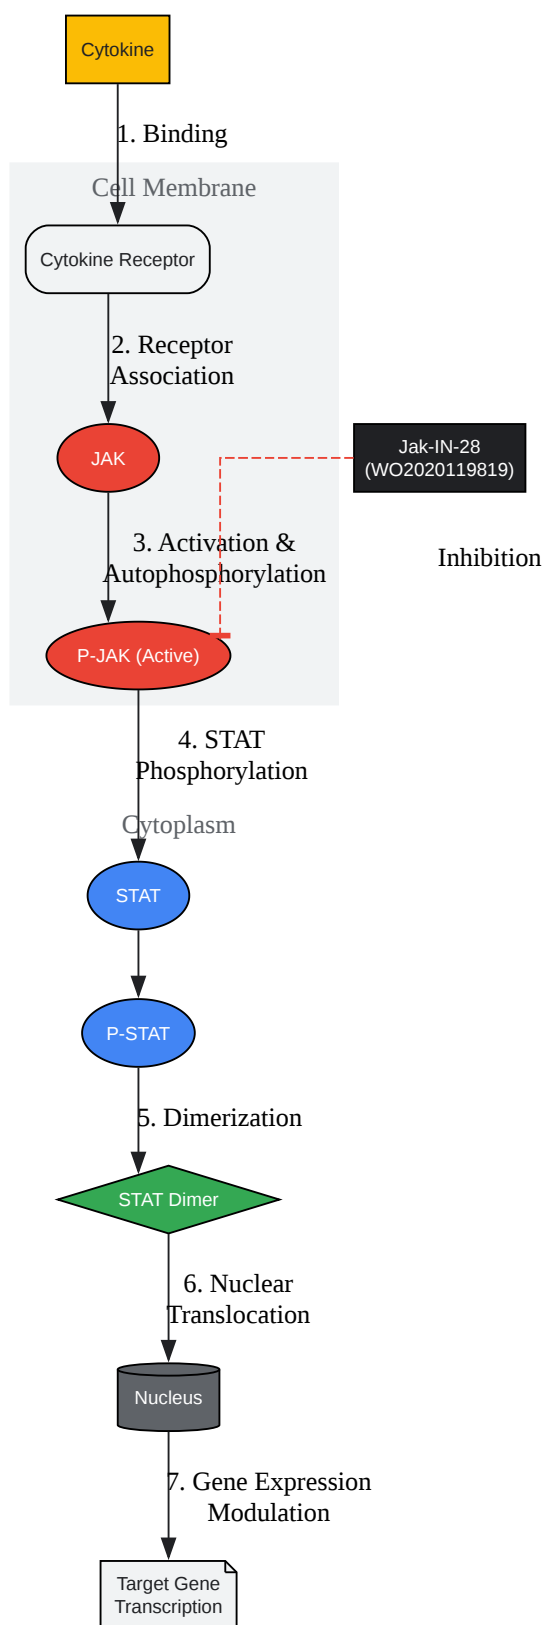 Cytokine
1. Binding
Cell Membrane
Cytokine Receptor
2. Receptor
Association
JAK
Jak-IN-28
(WO2020119819)
3. Activation &
Autophosphorylation
Inhibition
P-JAK (Active)
4. STAT
Phosphorylation
Cytoplasm
STAT
P-STAT
5. Dimerization
STAT Dimer
6. Nuclear
Translocation
Nucleus
7. Gene Expression
Modulation
Target Gene
Transcription